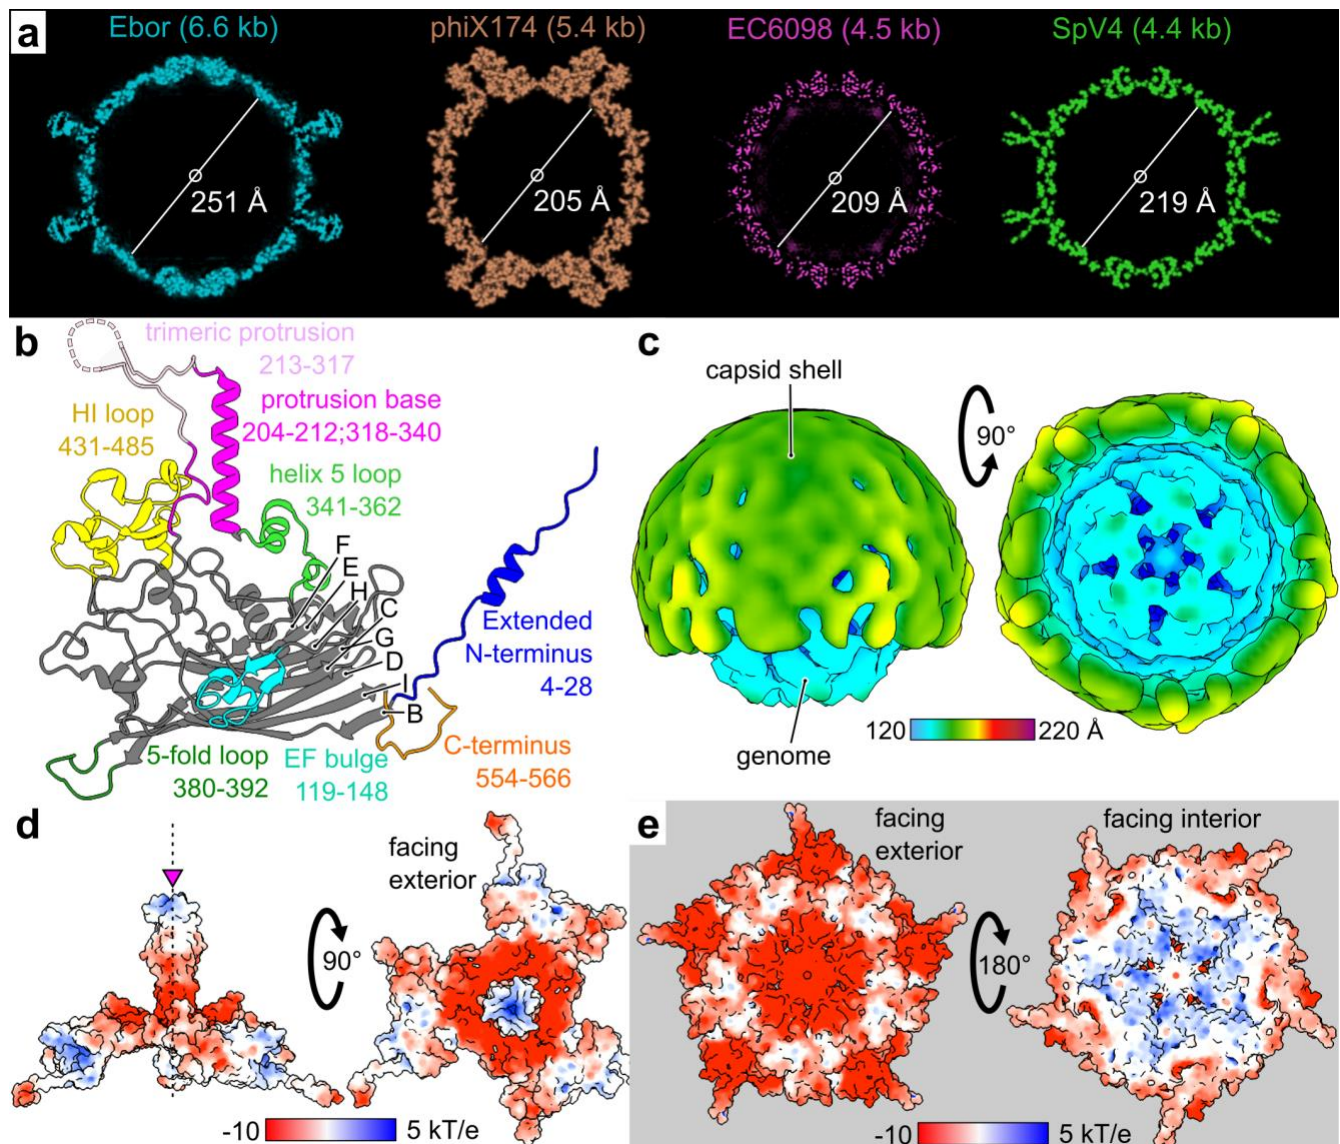 a
Ebor (6.6 kb)
phiX174 (5.4 kb)
EC6098 (4.5 kb)
SpV4 (4.4 kb)
251 Å
205 Å
209 Å
219 Å
b
trimeric protrusion
213-317
HI loop
431-485
protrusion base
204-212;318-340
helix 5 loop
341-362
F
E
H
C
G
D
I
B
Extended
N-terminus
4-28
5-fold loop
380-392
EF bulge
119-148
C-terminus
554-566
c
capsid shell
90°
120
220 Å
genome
d
facing
exterior
90°
-10
5 kT/e
e
facing
exterior
facing interior
180°
-10
5 kT/e